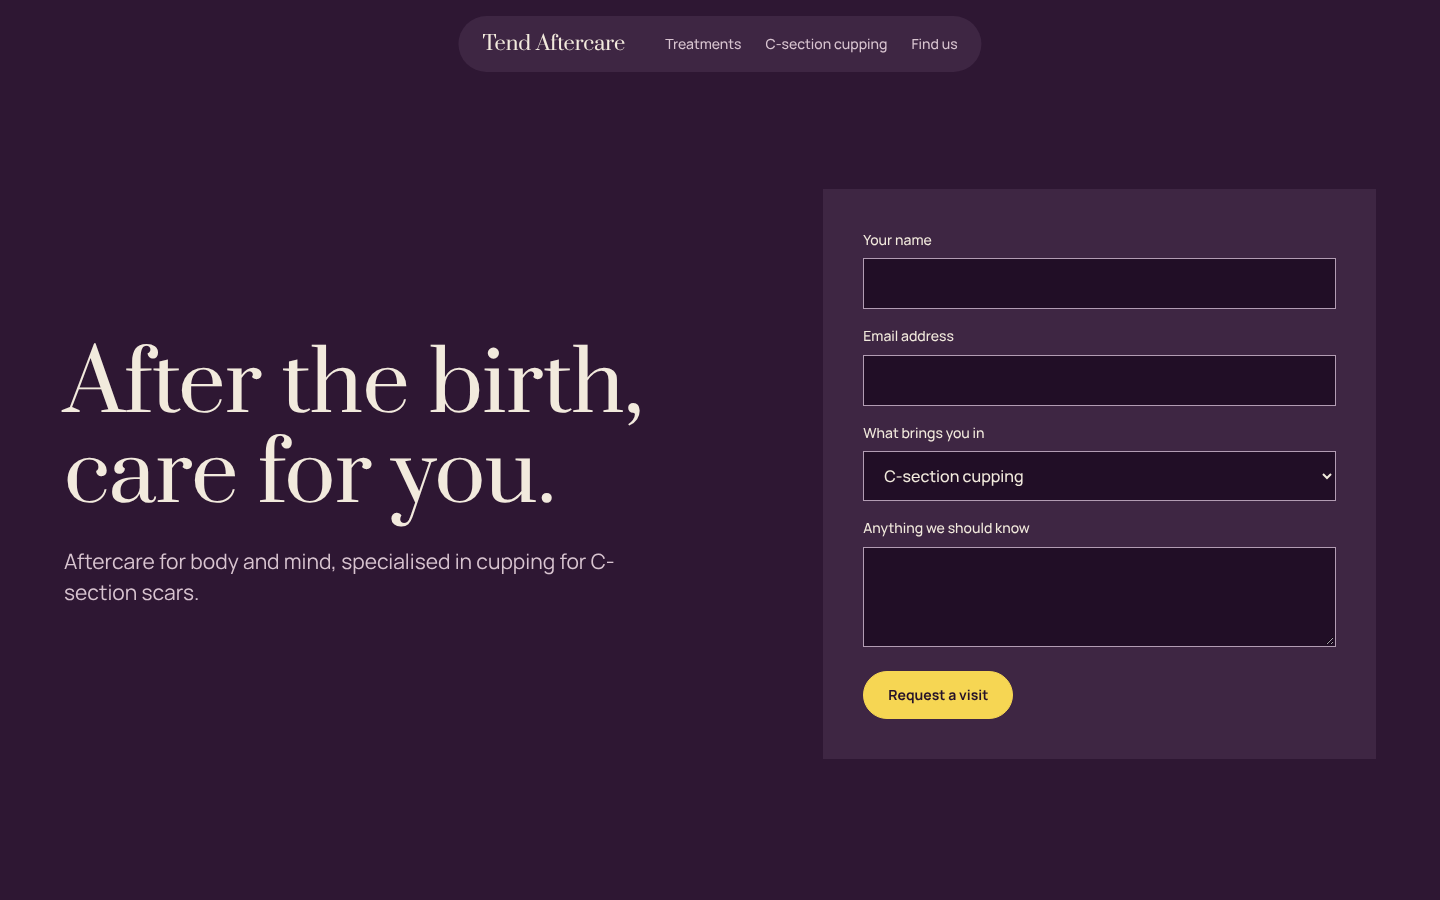 Tend Aftercare
Treatments
C-section cupping
Find us
After the birth,
care for you.
Aftercare for body and mind, specialised in cupping for C-
section scars.
Your name
Email address
What brings you in
C-section cupping
Anything we should know
Request a visit